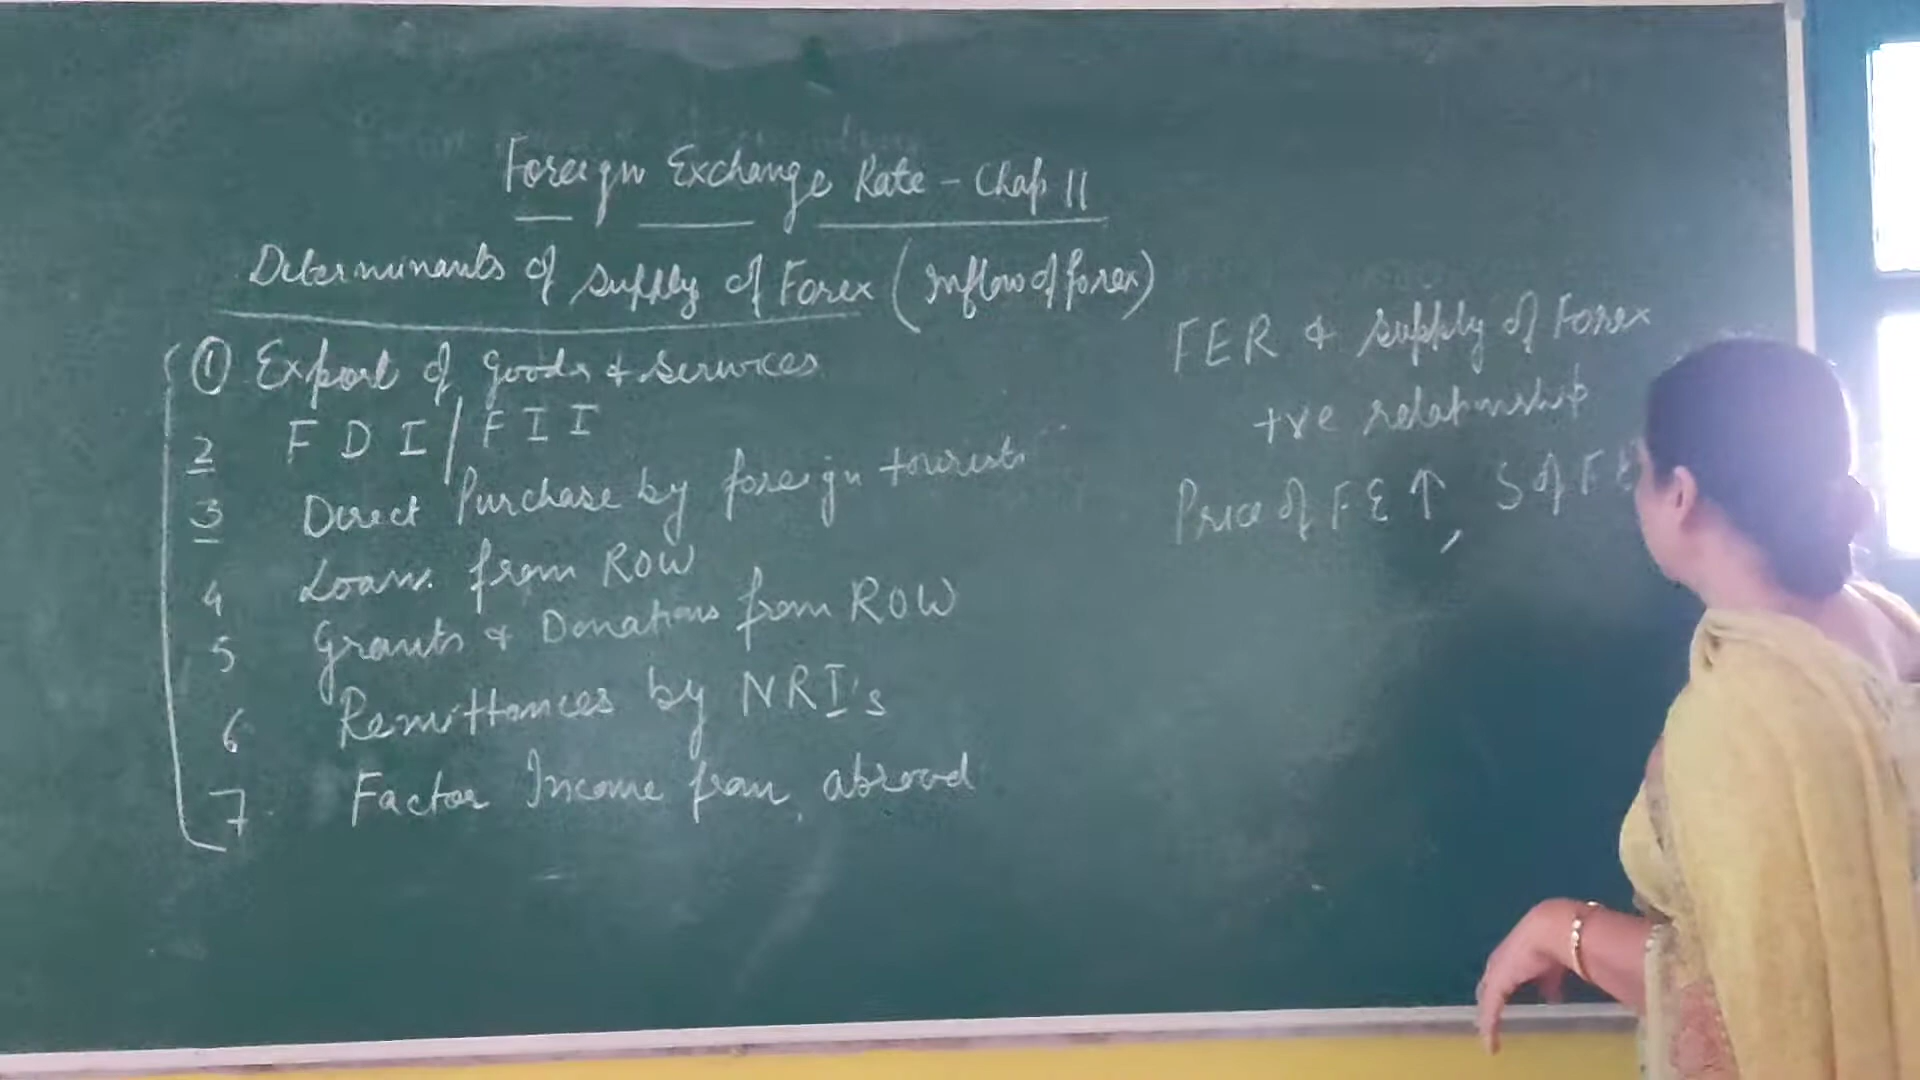 Foreign Exchange Rate - Chap 11
Determinants of supply of Forex (Inflow of forex)
① Export of goods & services
2 F D I / F I I
3 Direct Purchase by foreign tourists
4 Loans from ROW
5 Grants & Donations from ROW
6 Remittances by NRI's
7 Factor Income from abroad
FER & supply of Forex
+ve relationship
Price of FE ↑, S of F